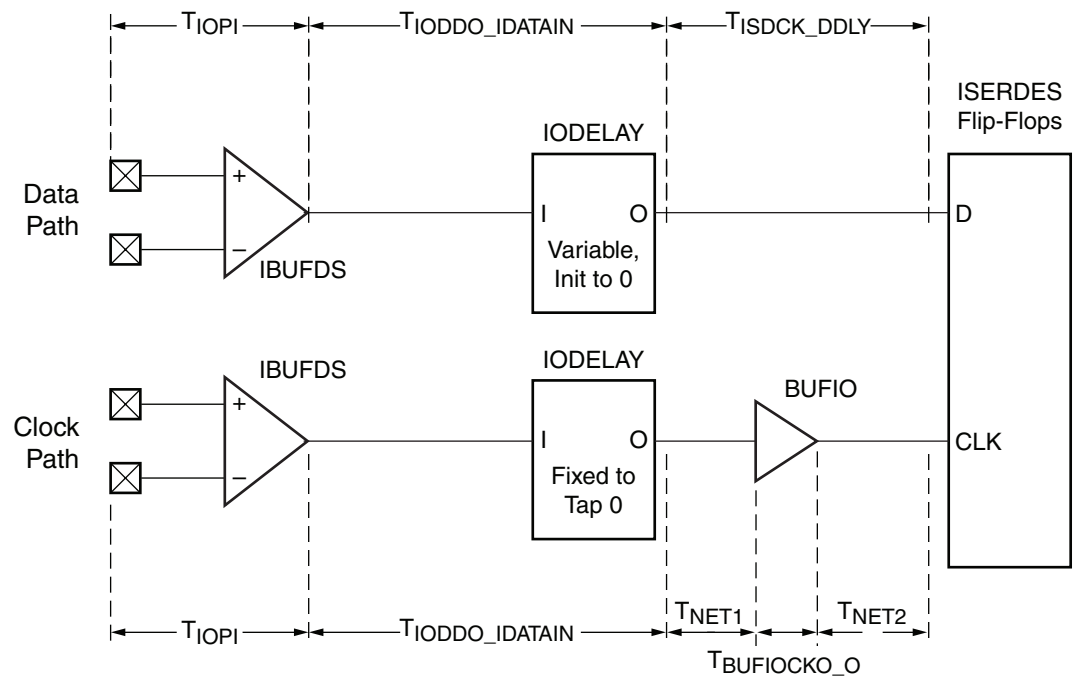 TIOPI
TIODDO_IDATAIN
TISDCK_DDLY
ISERDES
Flip-Flops
IODELAY
Data
Path
+
−
IBUFDS
I
O
Variable,
Init to 0
D
IODELAY
IBUFDS
BUFIO
Clock
Path
+
−
I
O
Fixed to
Tap 0
CLK
TIOPI
TIODDO_IDATAIN
TNET1
TNET2
TBUFIOCKO_O